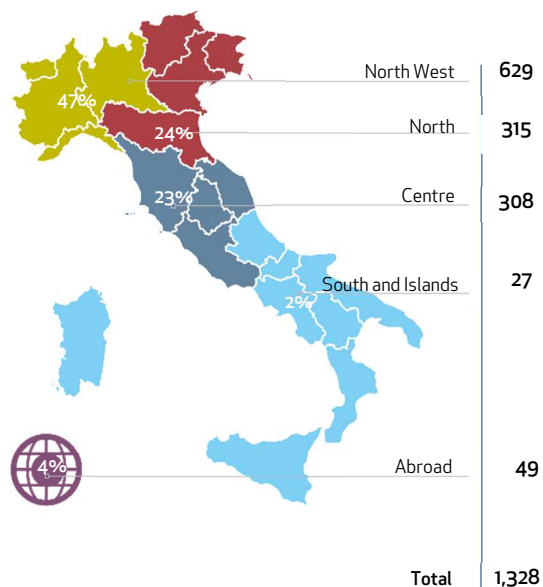 North West 629
47%
North 315
24%
Centre 308
23%
South and Islands 27
2%
Abroad 49
4%
Total 1,328